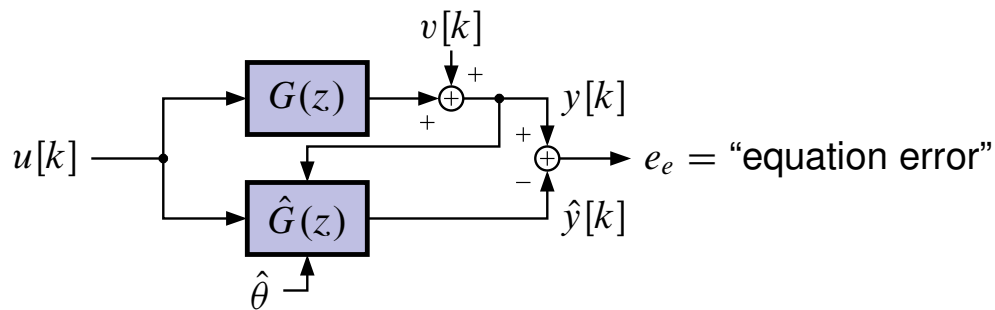 v[k]
+
G(z)
+
+
y[k]
+
u[k]
+
e_e = “equation error”
−
Ĝ(z)
ŷ[k]
θ̂